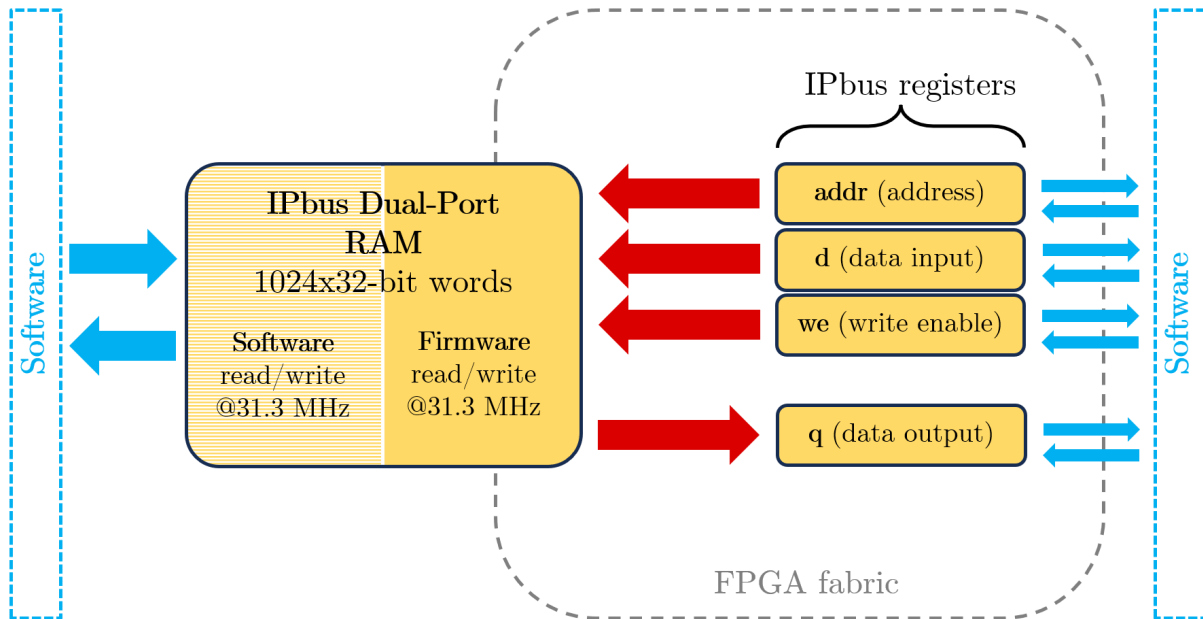 Software
IPbus Dual-Port
RAM
1024x32-bit words
Software
read/write
@31.3 MHz
Firmware
read/write
@31.3 MHz
IPbus registers
addr (address)
d (data input)
we (write enable)
q (data output)
FPGA fabric
Software